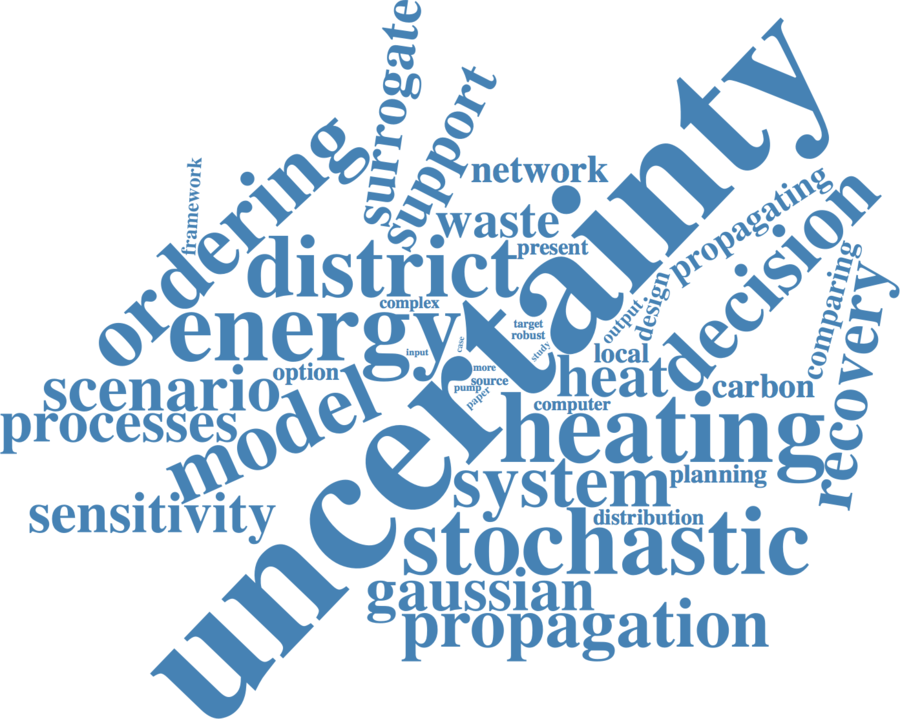 surrogate
support
framework
ordering
network
waste
uncertainty
propagating
decision
district
present
comparing
recovery
design
output
complex
energy
target
robust
case
input
study
local
option
more
heat
source
scenario
model
pump
paper
carbon
computer
processes
heating
system
planning
sensitivity
distribution
stochastic
gaussian
propagation